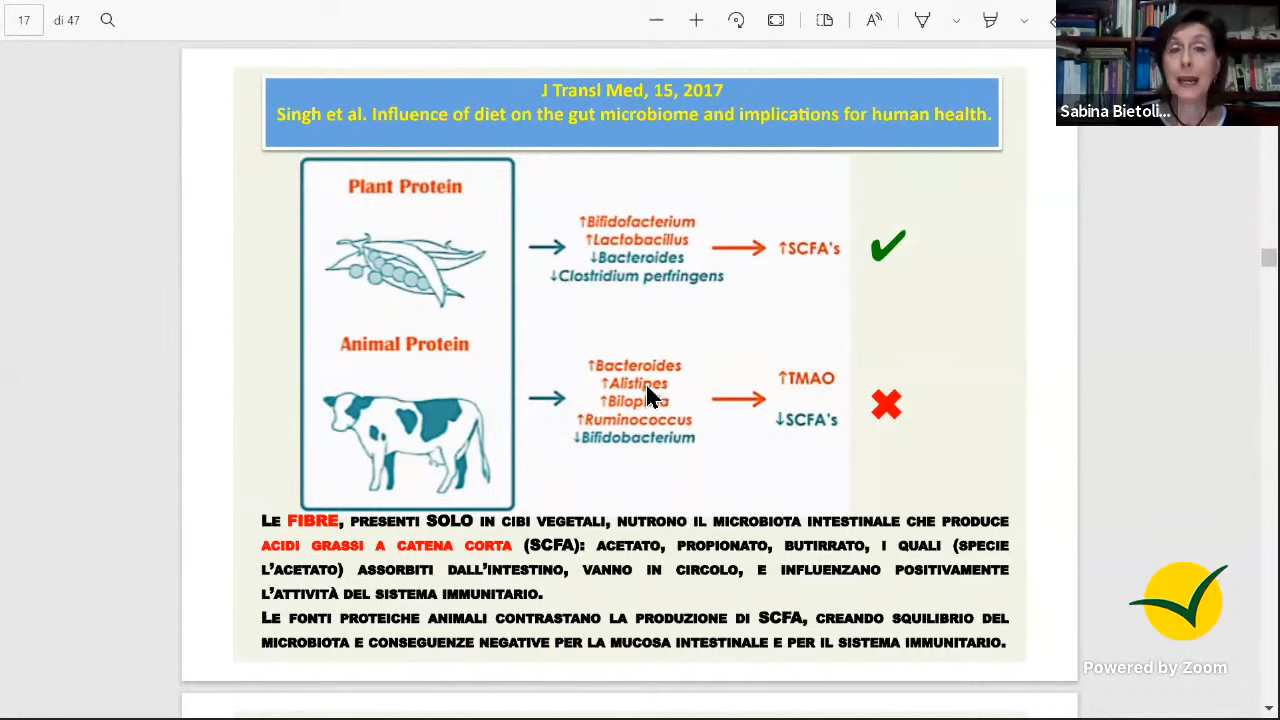 17
di 47
Sabina Bietoli...
J Transl Med, 15, 2017
Singh et al. Influence of diet on the gut microbiome and implications for human health.
Plant Protein
↑Bifidofacterium
↑Lactobacillus
↓Bacteroides
↓Clostridium perfringens
↑SCFA's
Animal Protein
↑Bacteroides
↑Alistipes
↑Ruminococcus
↓Bifidobacterium
↑TMAO
↓SCFA's
LE FIBRE, PRESENTI SOLO IN CIBI VEGETALI, NUTRONO IL MICROBIOTA INTESTINALE CHE PRODUCE
ACIDI GRASSI A CATENA CORTA (SCFA): ACETATO, PROPIONATO, BUTIRRATO, I QUALI (SPECIE
L'ACETATO) ASSORBITI DALL'INTESTINO, VANNO IN CIRCOLO, E INFLUENZANO POSITIVAMENTE
L'ATTIVITÀ DEL SISTEMA IMMUNITARIO.
LE FONTI PROTEICHE ANIMALI CONTRASTANO LA PRODUZIONE DI SCFA, CREANDO SQUILIBRIO DEL
MICROBIOTA E CONSEGUENZE NEGATIVE PER LA MUCOSA INTESTINALE E PER IL SISTEMA IMMUNITARIO.
Powered by Zoom